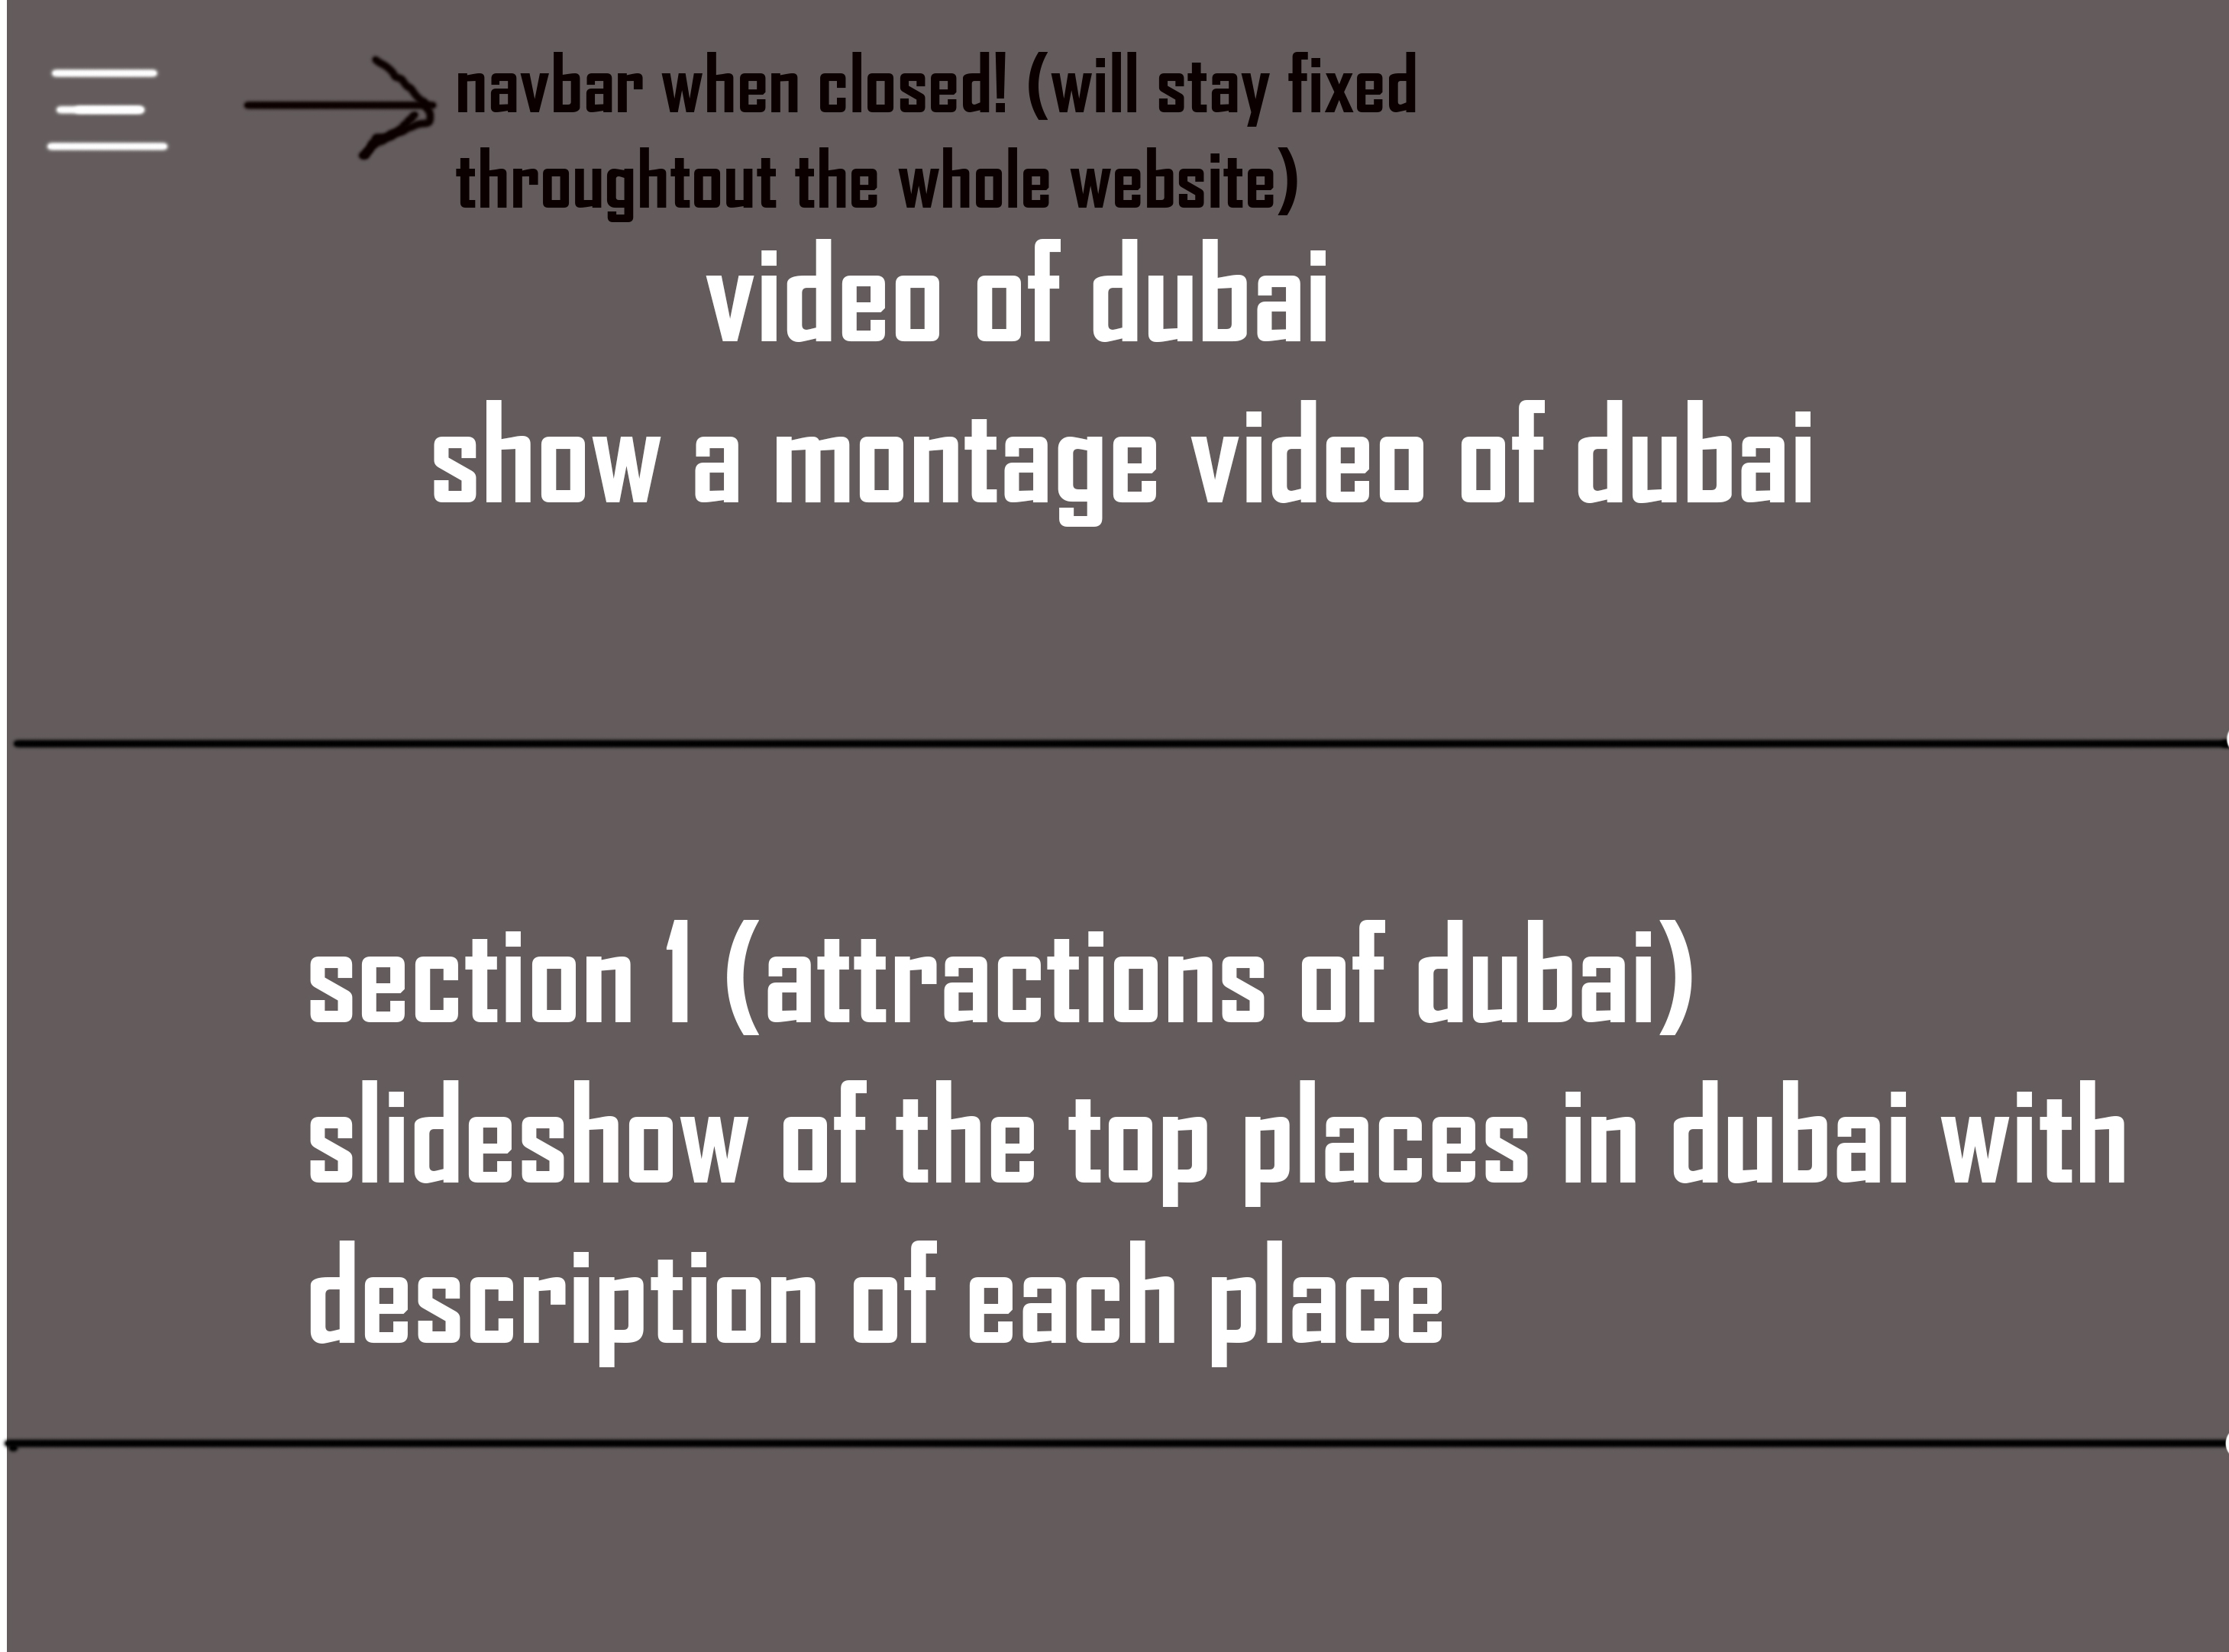 navbar when closed! (will stay fixed
throughtout the whole website)
video of dubai
show a montage video of dubai
section 1 (attractions of dubai)
slideshow of the top places in dubai with
description of each place